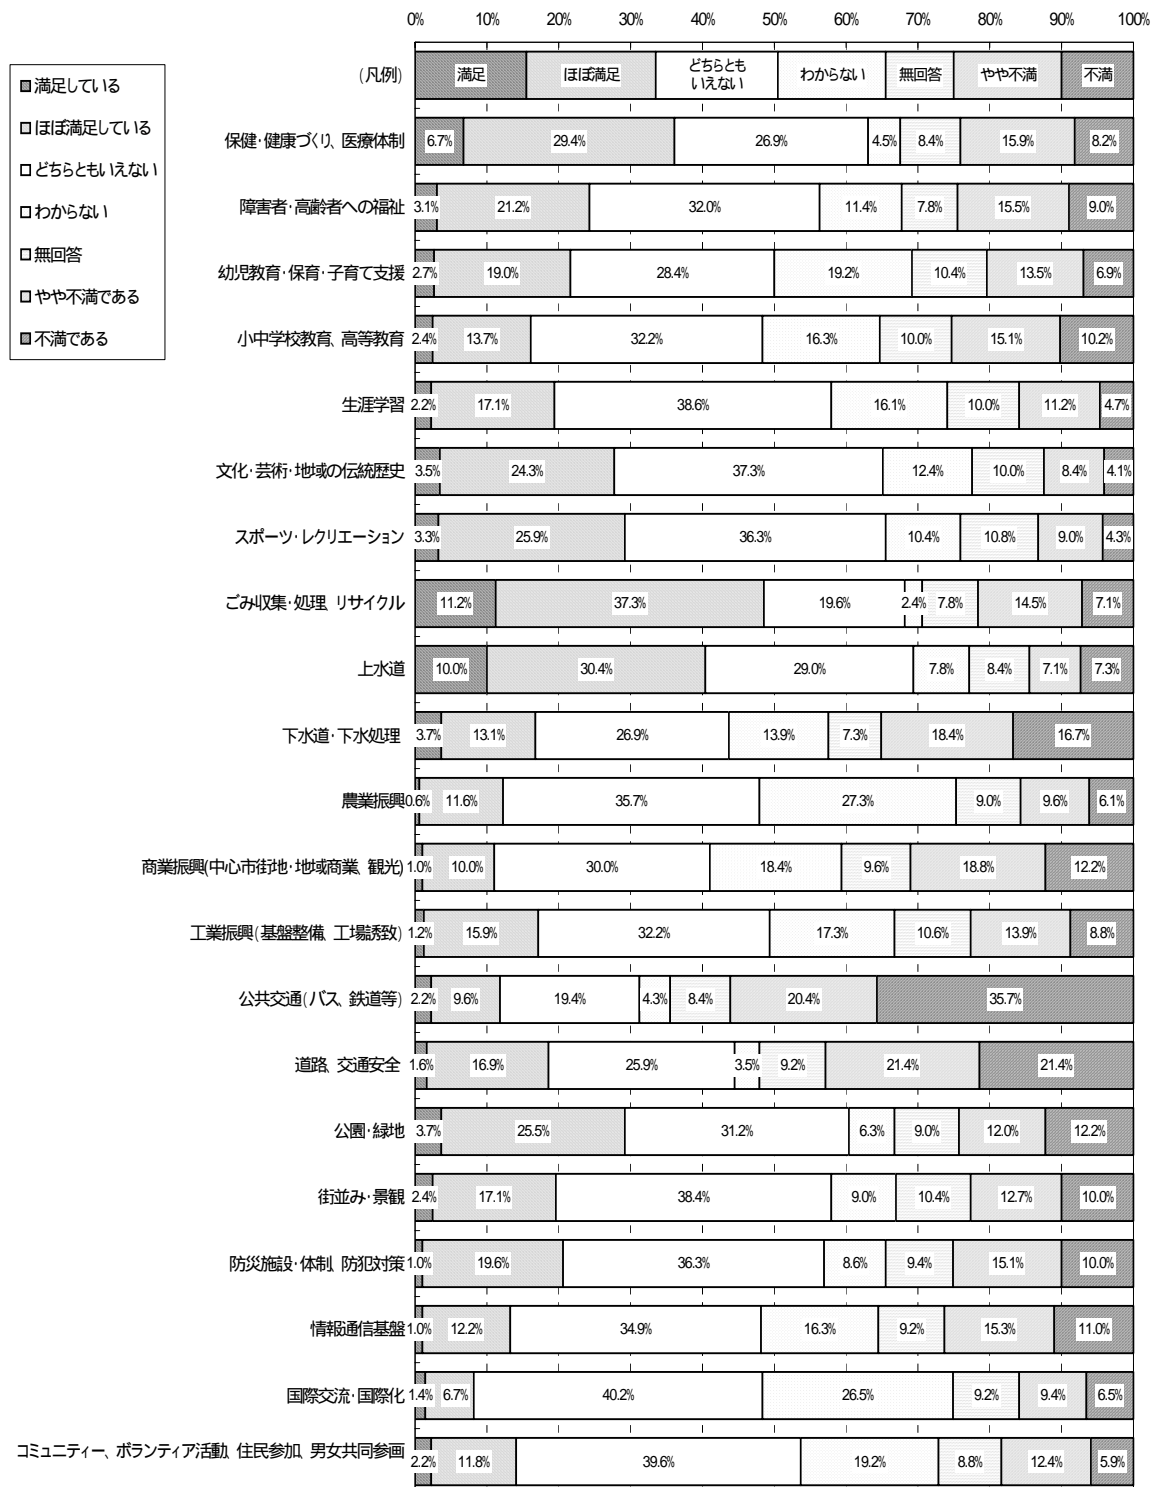 0% 10% 20% 30% 40% 50% 60% 70% 80% 90% 100%
満足している
ほぼ満足している
どちらともいえない
わからない
無回答
やや不満である
不満である
(凡例) 満足 ほぼ満足 どちらとも いえない わからない 無回答 やや不満 不満
保健・健康づくり、医療体制 6.7% 29.4% 26.9% 4.5% 8.4% 15.9% 8.2%
障害者・高齢者への福祉 3.1% 21.2% 32.0% 11.4% 7.8% 15.5% 9.0%
幼児教育・保育・子育て支援 2.7% 19.0% 28.4% 19.2% 10.4% 13.5% 6.9%
小中学校教育、高等教育 2.4% 13.7% 32.2% 16.3% 10.0% 15.1% 10.2%
生涯学習 2.2% 17.1% 38.6% 16.1% 10.0% 11.2% 4.7%
文化・芸術・地域の伝統歴史 3.5% 24.3% 37.3% 12.4% 10.0% 8.4% 4.1%
スポーツ・レクリエーション 3.3% 25.9% 36.3% 10.4% 10.8% 9.0% 4.3%
ごみ収集・処理、リサイクル 11.2% 37.3% 19.6% 2.4% 7.8% 14.5% 7.1%
上水道 10.0% 30.4% 29.0% 7.8% 8.4% 7.1% 7.3%
下水道・下水処理 3.7% 13.1% 26.9% 13.9% 7.3% 18.4% 16.7%
農業振興 0.6% 11.6% 35.7% 27.3% 9.0% 9.6% 6.1%
商業振興(中心市街地・地域商業、観光) 1.0% 10.0% 30.0% 18.4% 9.6% 18.8% 12.2%
工業振興(基盤整備、工場誘致) 1.2% 15.9% 32.2% 17.3% 10.6% 13.9% 8.8%
公共交通(バス、鉄道等) 2.2% 9.6% 19.4% 4.3% 8.4% 20.4% 35.7%
道路、交通安全 1.6% 16.9% 25.9% 3.5% 9.2% 21.4% 21.4%
公園・緑地 3.7% 25.5% 31.2% 6.3% 9.0% 12.0% 12.2%
街並み・景観 2.4% 17.1% 38.4% 9.0% 10.4% 12.7% 10.0%
防災施設・体制、防犯対策 1.0% 19.6% 36.3% 8.6% 9.4% 15.1% 10.0%
情報通信基盤 1.0% 12.2% 34.9% 16.3% 9.2% 15.3% 11.0%
国際交流・国際化 1.4% 6.7% 40.2% 26.5% 9.2% 9.4% 6.5%
コミュニティー、ボランティア活動、住民参加、男女共同参画 2.2% 11.8% 39.6% 19.2% 8.8% 12.4% 5.9%